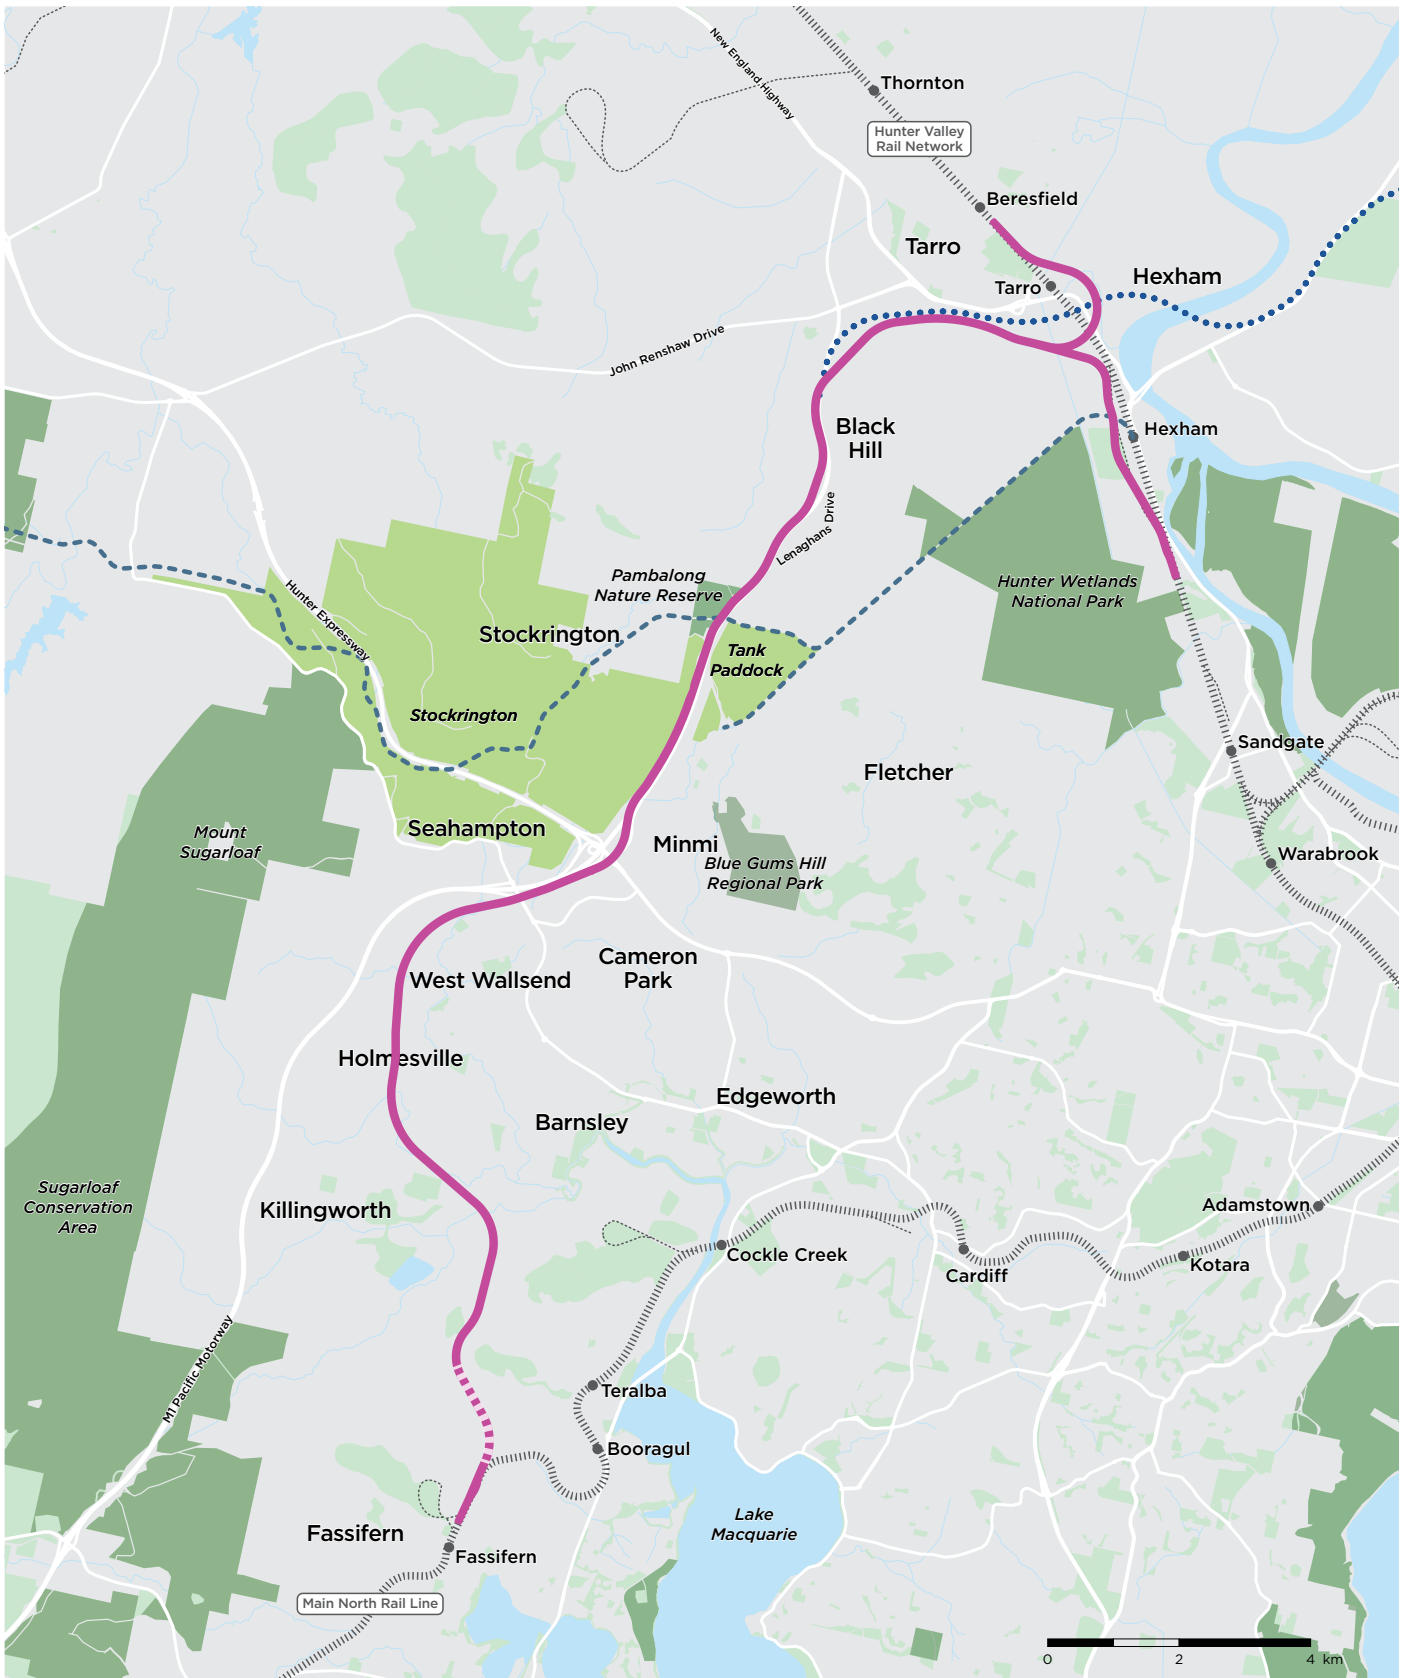 New England Highway
Thornton
Hunter Valley
Rail Network
Beresfield
Tarro
Hexham
Tarro
John Renshaw Drive
Black
Hill
Hexham
Lenaghans Drive
Pambalong
Nature Reserve
Hunter Wetlands
National Park
Hunter Expressway
Stockrington
Tank
Paddock
Stockrington
Sandgate
Fletcher
Mount
Sugarloaf
Seahampton
Minmi
Blue Gums Hill
Regional Park
Warabrook
Cameron
Park
West Wallsend
Holmesville
Edgeworth
Barnsley
Sugarloaf
Conservation
Area
Killingworth
Adamstown
Cockle Creek
Cardiff
Kotara
M1 Pacific Motorway
Teralba
Booragul
Lake
Macquarie
Fassifern
Fassifern
Main North Rail Line
0 2 4 km